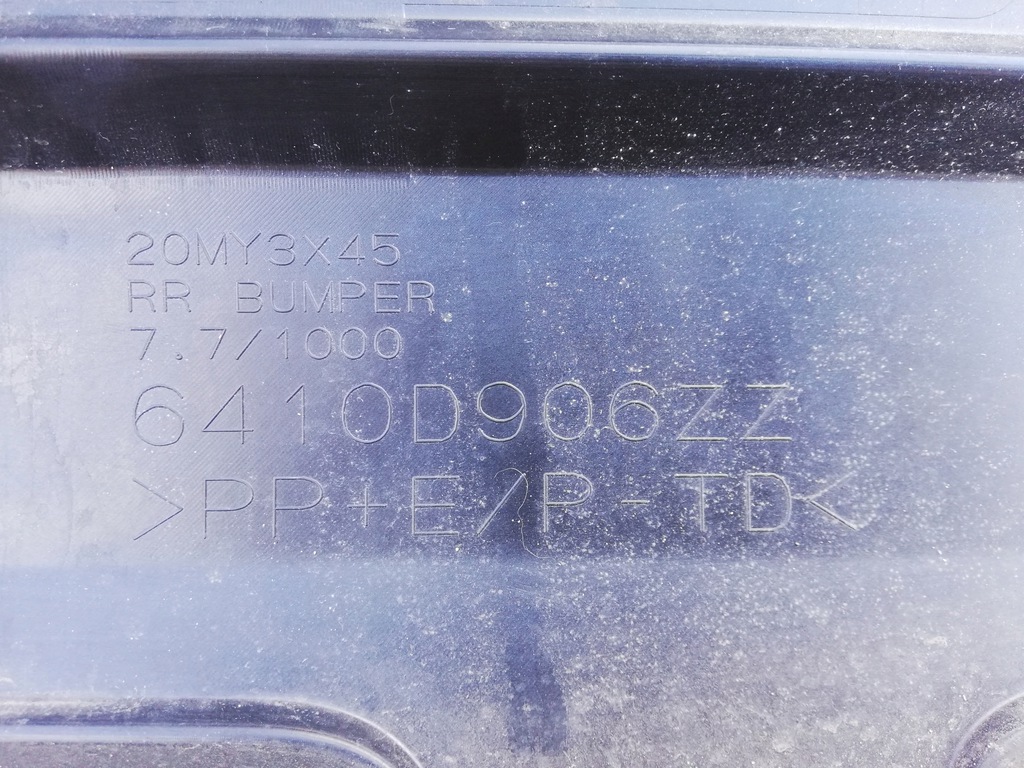 20MY3X45
RR BUMPER
7.7/1000
6410D906ZZ
>PP+E/P-TD<